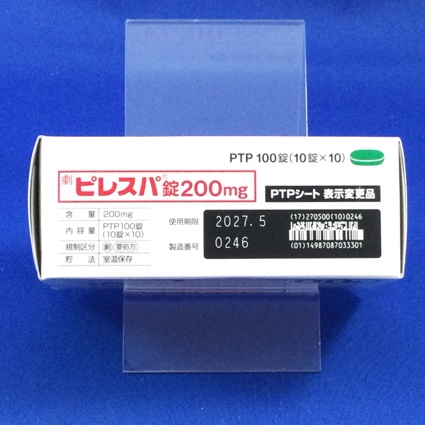 PTP 100錠(10錠×10)
劇 ピレスパ®錠200mg
PTPシート 表示変更品
含量 200mg
内容量 PTP100錠
(10錠×10)
規制区分 劇 要処方
貯法 室温保存
使用期限 2027.5
製造番号 0246
(17)270500(10)0246
(01)14987087033301